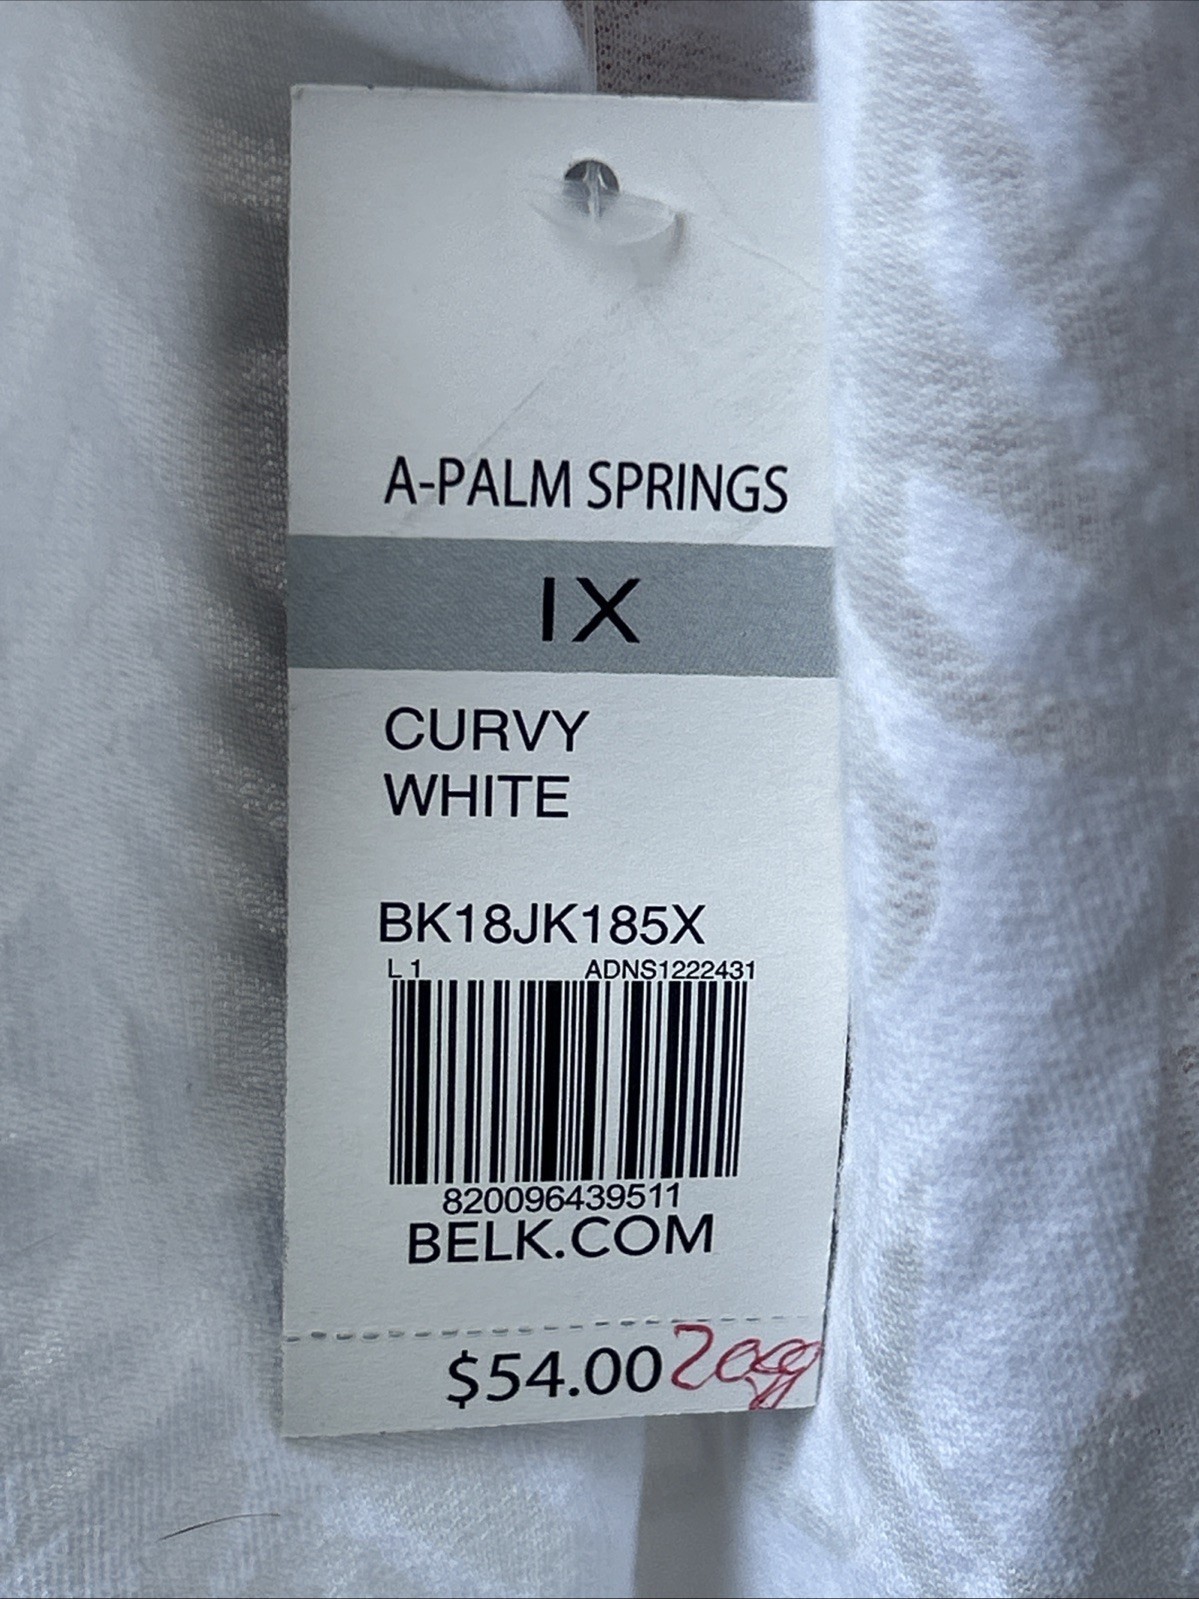 A-PALM SPRINGS
1X
CURVY
WHITE
BK18JK185X
L 1 ADNS1222431
820096439511
BELK.COM
$54.00